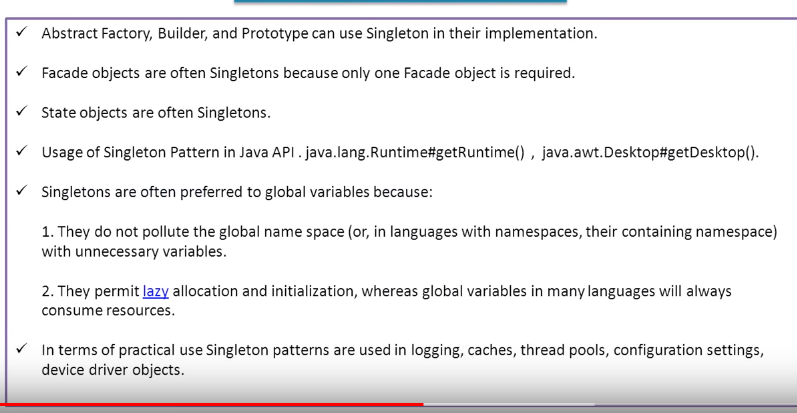 ✓ Abstract Factory, Builder, and Prototype can use Singleton in their implementation.
✓ Facade objects are often Singletons because only one Facade object is required.
✓ State objects are often Singletons.
✓ Usage of Singleton Pattern in Java API . java.lang.Runtime#getRuntime() , java.awt.Desktop#getDesktop().
✓ Singletons are often preferred to global variables because:
1. They do not pollute the global name space (or, in languages with namespaces, their containing namespace)
with unnecessary variables.
2. They permit lazy allocation and initialization, whereas global variables in many languages will always
consume resources.
✓ In terms of practical use Singleton patterns are used in logging, caches, thread pools, configuration settings,
device driver objects.